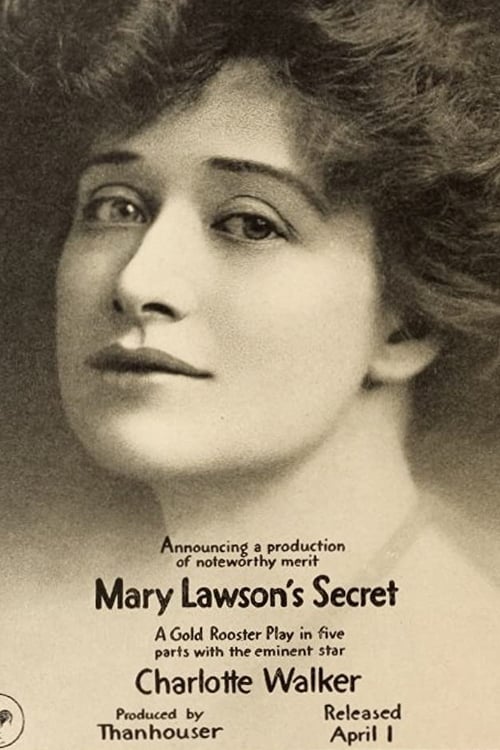 Announcing a production
of noteworthy merit
Mary Lawson's Secret
A Gold Rooster Play in five
parts with the eminent star
Charlotte Walker
Produced by
Thanhouser
Released
April 1